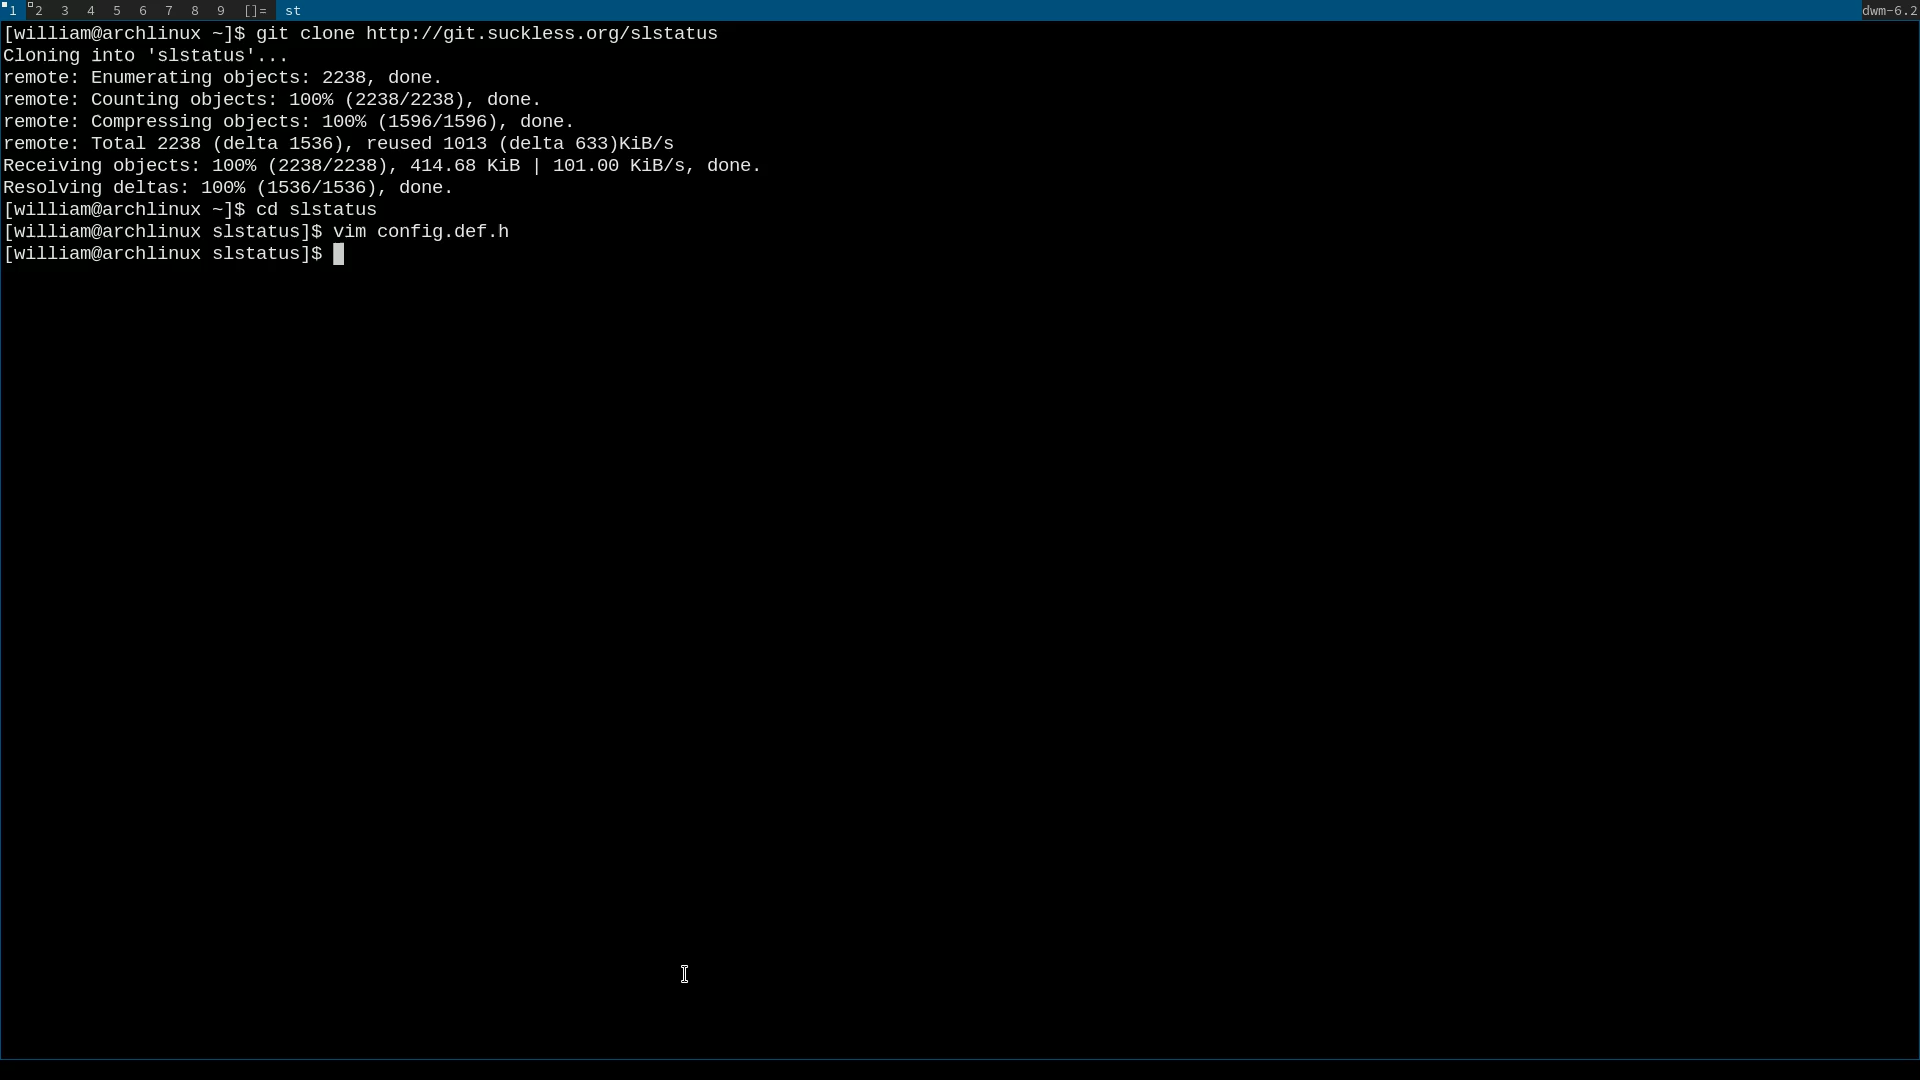 1 2 3 4 5 6 7 8 9 []= st dwm-6.2
[william@archlinux ~]$ git clone http://git.suckless.org/slstatus
Cloning into 'slstatus'...
remote: Enumerating objects: 2238, done.
remote: Counting objects: 100% (2238/2238), done.
remote: Compressing objects: 100% (1596/1596), done.
remote: Total 2238 (delta 1536), reused 1013 (delta 633)KiB/s
Receiving objects: 100% (2238/2238), 414.68 KiB | 101.00 KiB/s, done.
Resolving deltas: 100% (1536/1536), done.
[william@archlinux ~]$ cd slstatus
[william@archlinux slstatus]$ vim config.def.h
[william@archlinux slstatus]$